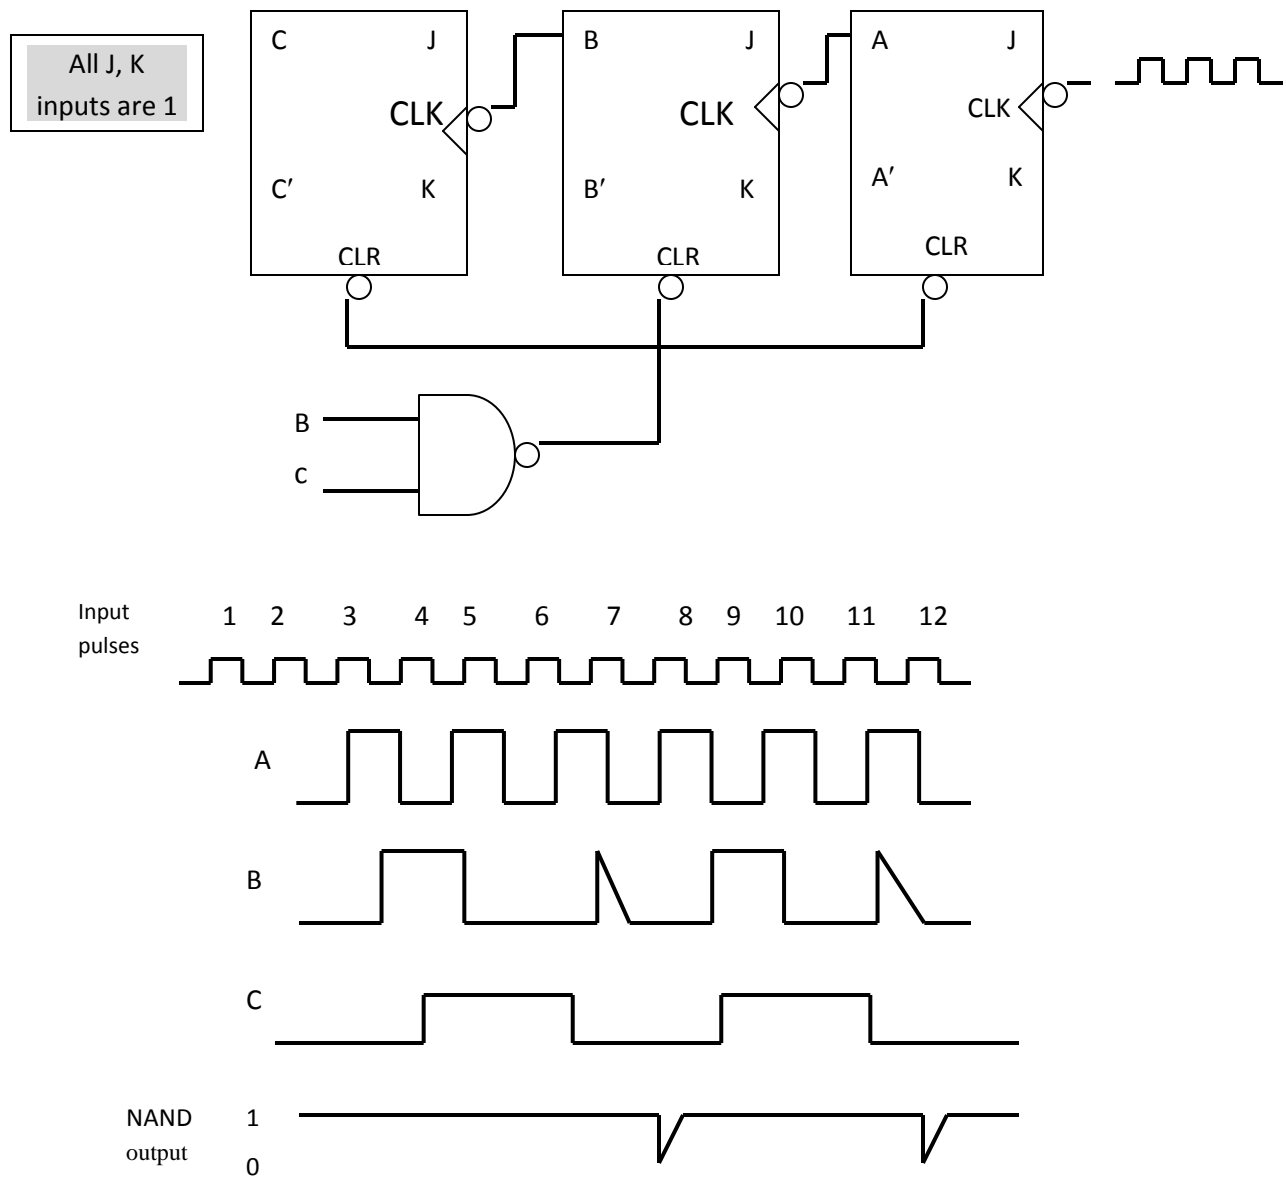 All J, K
inputs are 1
C J
CLK
C′ K
CLR
B J
CLK
B′ K
CLR
A J
CLK
A′ K
CLR
B
c
Input
pulses
1 2 3 4 5 6 7 8 9 10 11 12
A
B
C
NAND
output
1
0